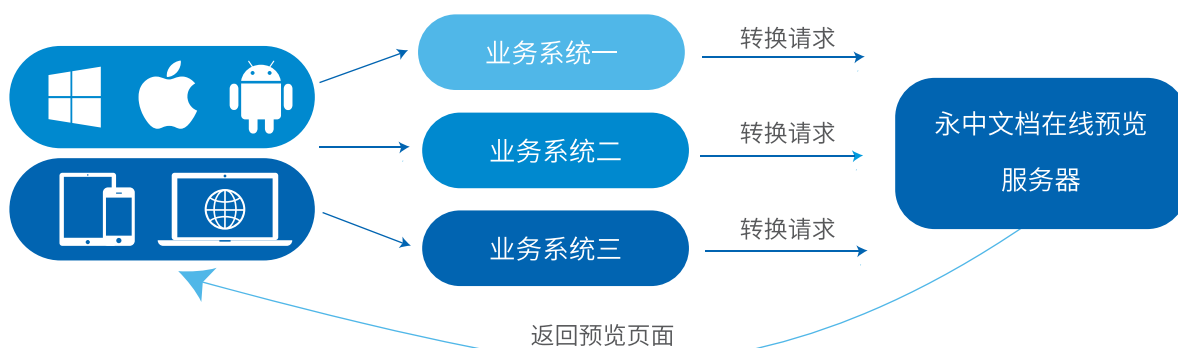 业务系统一
转换请求
业务系统二
转换请求
业务系统三
转换请求
永中文档在线预览
服务器
返回预览页面